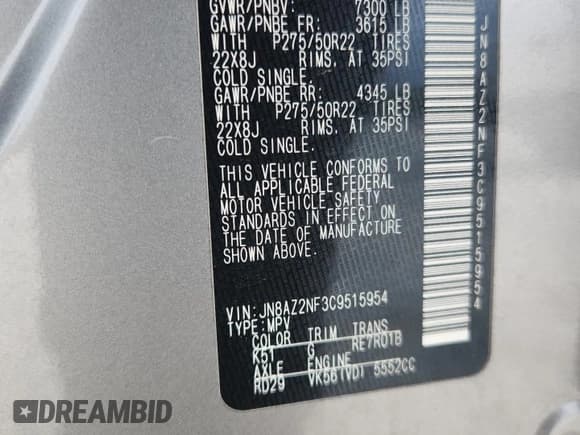 GVWR/PNBV: 7300 LB
GAWR/PNBE FR: 3615 LB
WITH P275/50R22 TIRES
22X8J RIMS, AT 35PSI
COLD SINGLE.
GAWR/PNBE RR: 4345 LB
WITH P275/50R22 TIRES
22X8J RIMS, AT 35PSI
COLD SINGLE.
THIS VEHICLE CONFORMS TO
ALL APPLICABLE FEDERAL
MOTOR VEHICLE SAFETY
STANDARDS IN EFFECT ON
THE DATE OF MANUFACTURE
SHOWN ABOVE.
VIN:JN8AZ2NF3C9515954
TYPE:MPV
COLOR TRIM TRANS
K51 G RE7R01B
AXLE ENGINE
RD29 VK56(VD) 5552CC
JN8AZ2NF3C9515954
DREAMBID